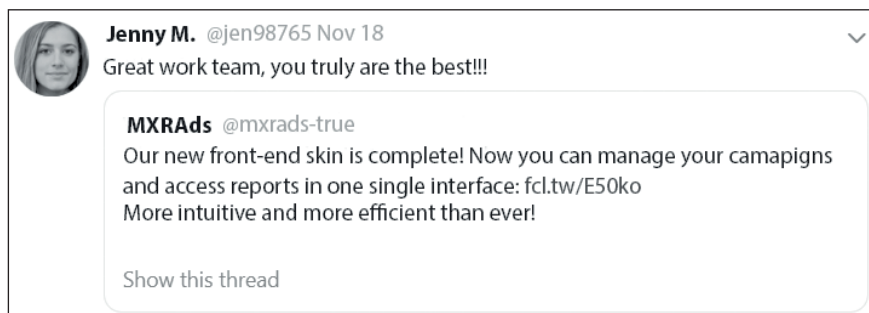 Jenny M. @jen98765 Nov 18
Great work team, you truly are the best!!!
MXRAds @mxrads-true
Our new front-end skin is complete! Now you can manage your camapigns
and access reports in one single interface: fcl.tw/E50ko
More intuitive and more efficient than ever!
Show this thread